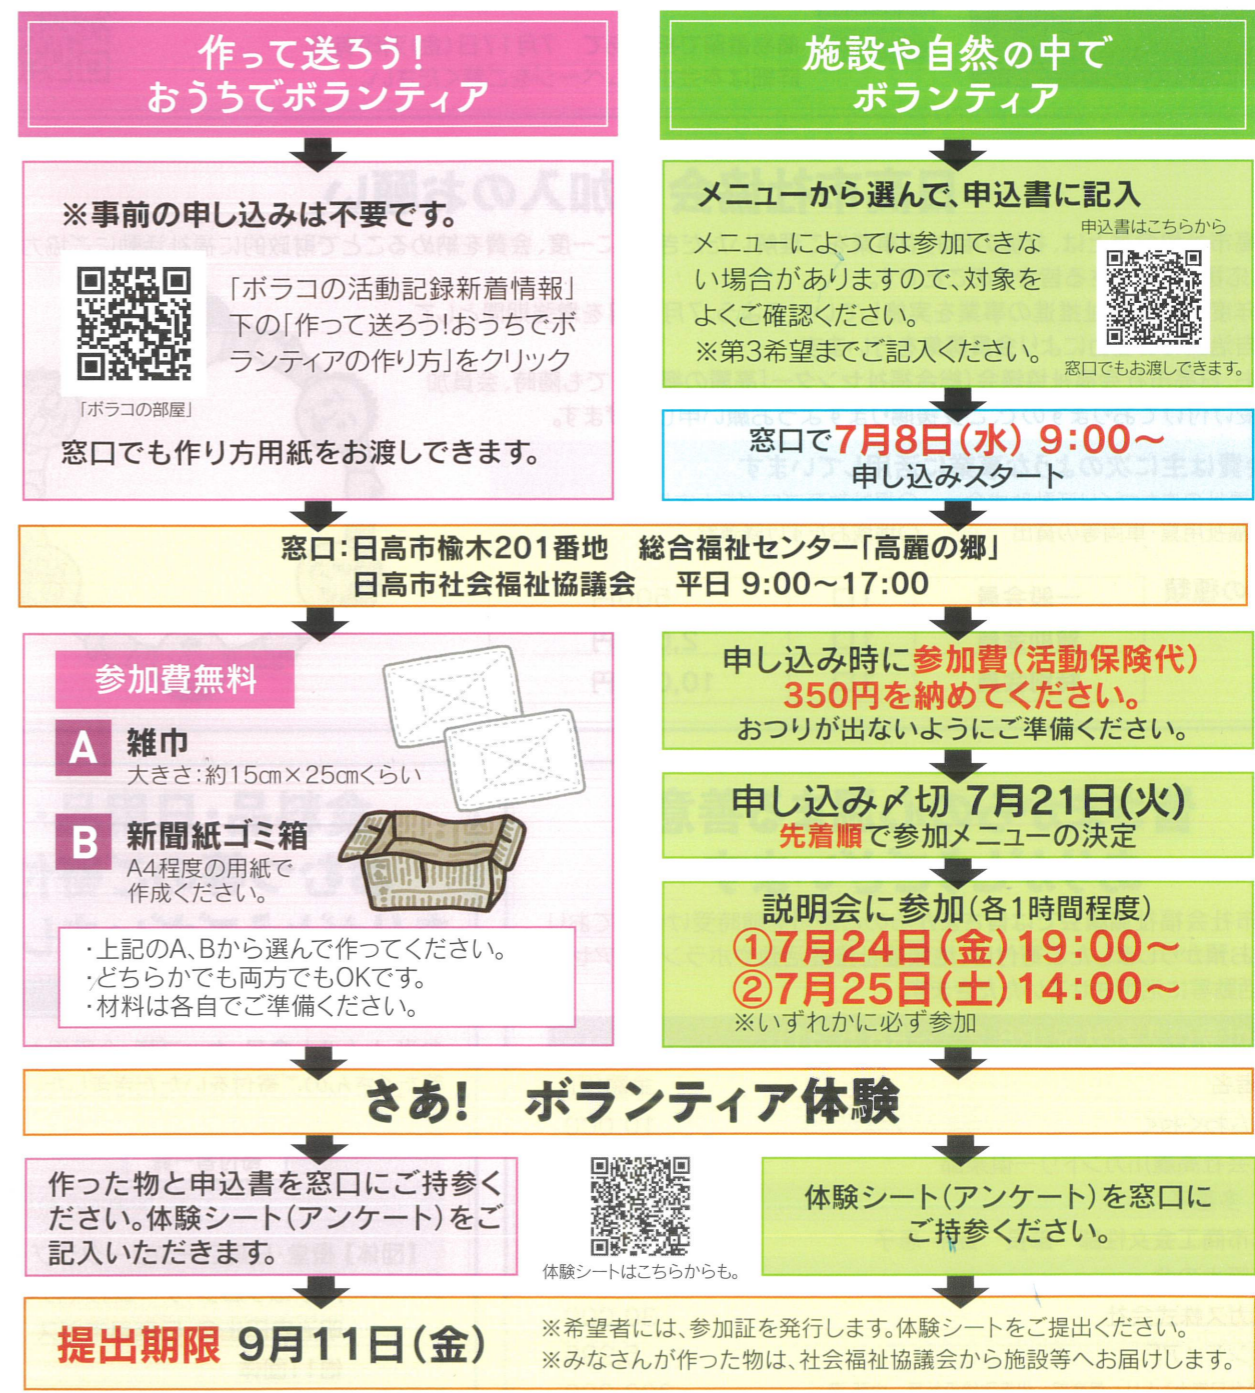 作って送ろう!
おうちでボランティア
※事前の申し込みは不要です。
「ボラコの活動記録新着情報」
下の「作って送ろう!おうちでボ
ランティアの作り方」をクリック
「ボラコの部屋」
窓口でも作り方用紙をお渡しできます。
施設や自然の中で
ボランティア
メニューから選んで、申込書に記入
申込書はこちらから
メニューによっては参加できな
い場合がありますので、対象を
よくご確認ください。
※第3希望までご記入ください。
窓口でもお渡しできます。
窓口で7月8日(水) 9:00〜
申し込みスタート
窓口:日高市楡木201番地 総合福祉センター「高麗の郷」
日高市社会福祉協議会 平日 9:00〜17:00
参加費無料
A 雑巾
大きさ:約15㎝×25㎝くらい
B 新聞紙ゴミ箱
A4程度の用紙で
作成ください。
・上記のA、Bから選んで作ってください。
・どちらかでも両方でもOKです。
・材料は各自でご準備ください。
申し込み時に参加費(活動保険代)
350円を納めてください。
おつりが出ないようにご準備ください。
申し込み〆切 7月21日(火)
先着順で参加メニューの決定
説明会に参加(各1時間程度)
①7月24日(金)19:00〜
②7月25日(土)14:00〜
※いずれかに必ず参加
さあ! ボランティア体験
作った物と申込書を窓口にご持参く
ださい。体験シート(アンケート)をご
記入いただきます。
体験シートはこちらからも。
体験シート(アンケート)を窓口に
ご持参ください。
提出期限 9月11日(金)
※希望者には、参加証を発行します。体験シートをご提出ください。
※みなさんが作った物は、社会福祉協議会から施設等へお届けします。